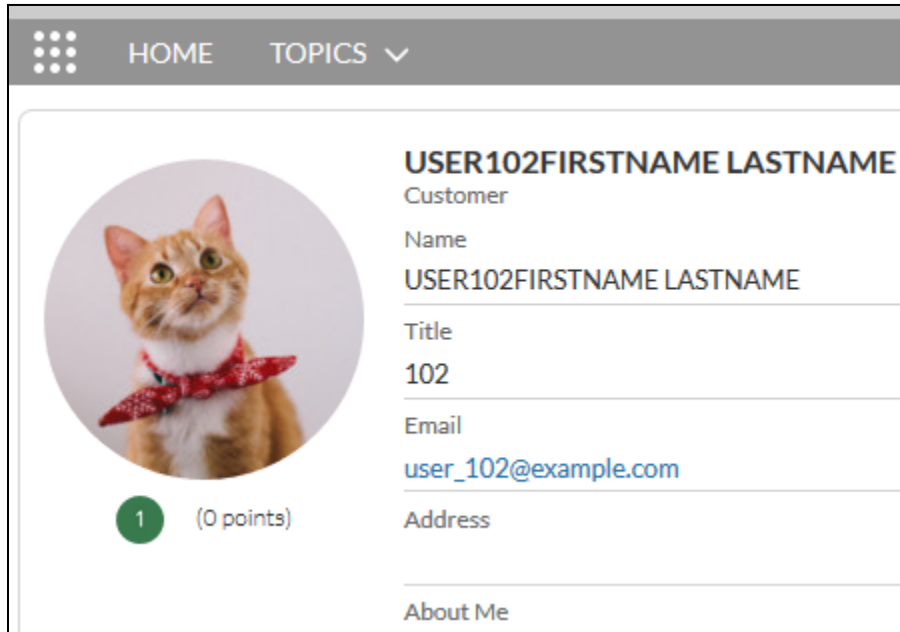 HOME TOPICS
USER102FIRSTNAME LASTNAME
Customer
Name
USER102FIRSTNAME LASTNAME
Title
102
Email
user_102@example.com
1 (0 points)
Address
About Me